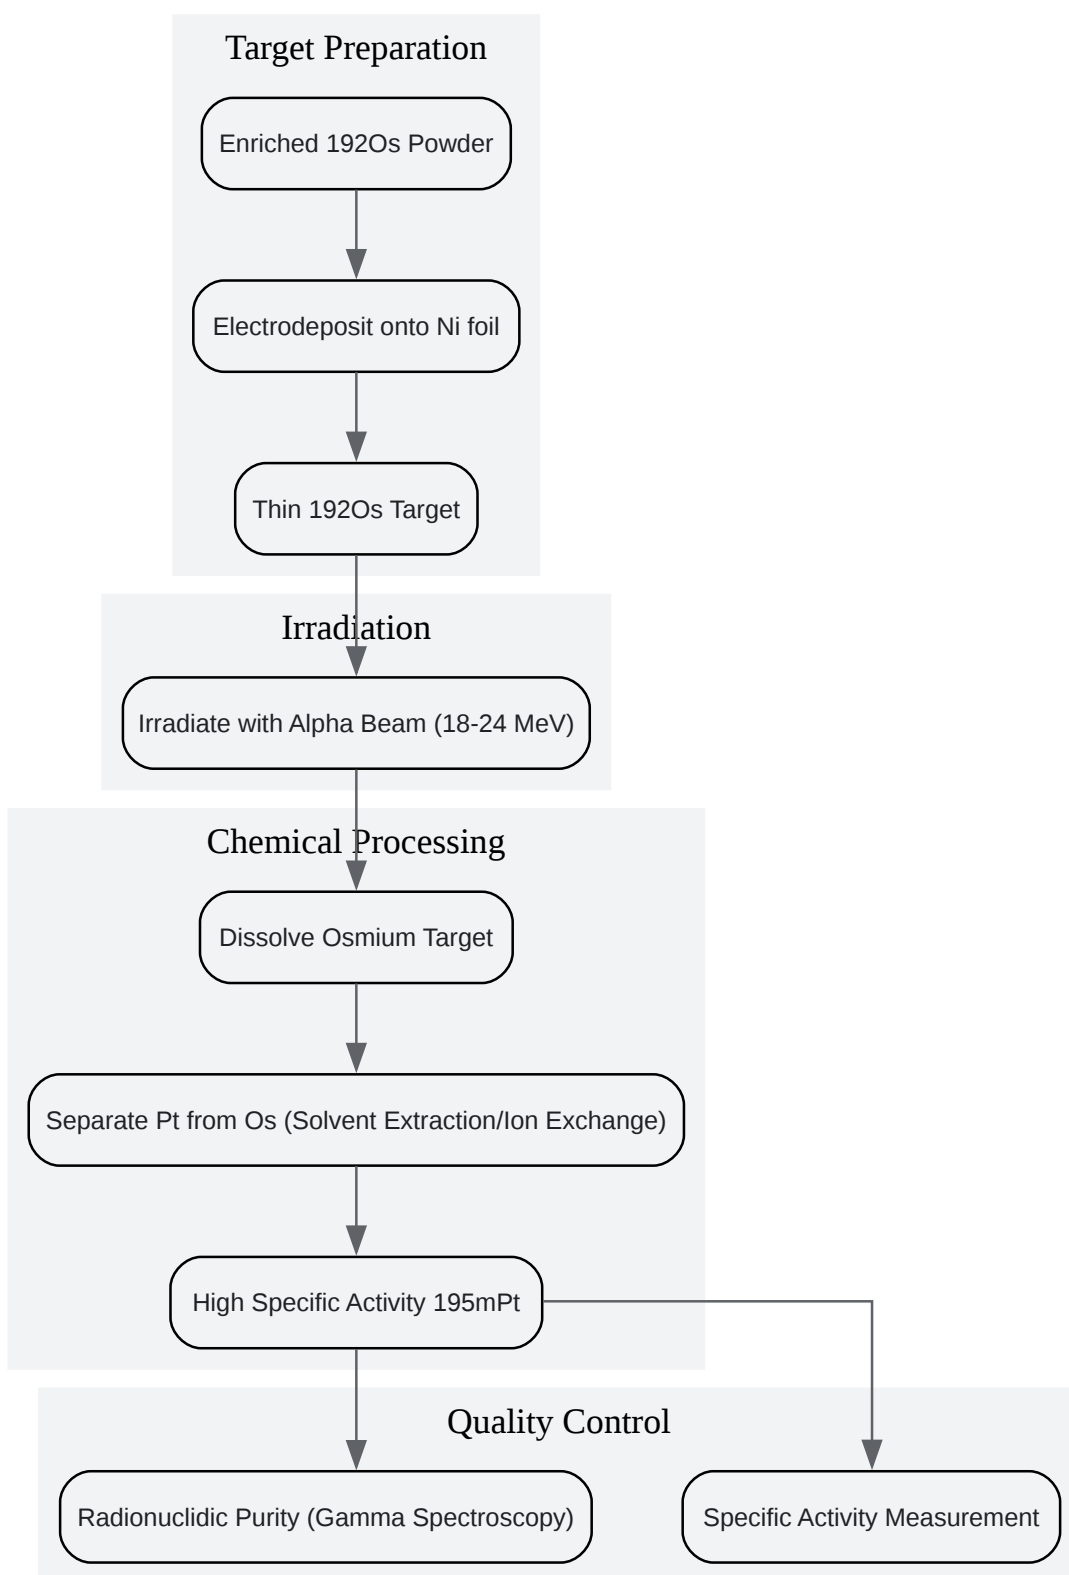 Target Preparation
Enriched 192Os Powder
Electrodeposit onto Ni foil
Thin 192Os Target
Irradiation
Irradiate with Alpha Beam (18-24 MeV)
Chemical Processing
Dissolve Osmium Target
Separate Pt from Os (Solvent Extraction/Ion Exchange)
High Specific Activity 195mPt
Quality Control
Radionuclidic Purity (Gamma Spectroscopy)
Specific Activity Measurement